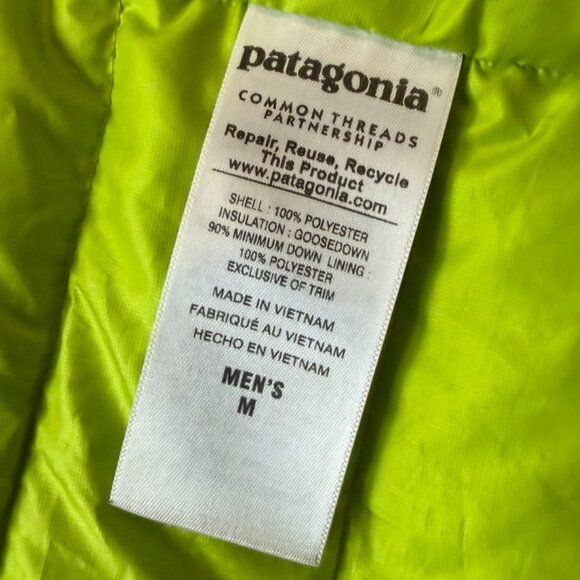 patagonia®
COMMON THREADS
PARTNERSHIP
Repair, Reuse, Recycle
This Product
www.patagonia.com
SHELL : 100% POLYESTER
INSULATION : GOOSEDOWN
90% MINIMUM DOWN LINING :
100% POLYESTER
EXCLUSIVE OF TRIM
MADE IN VIETNAM
FABRIQUÉ AU VIETNAM
HECHO EN VIETNAM
MEN'S
M